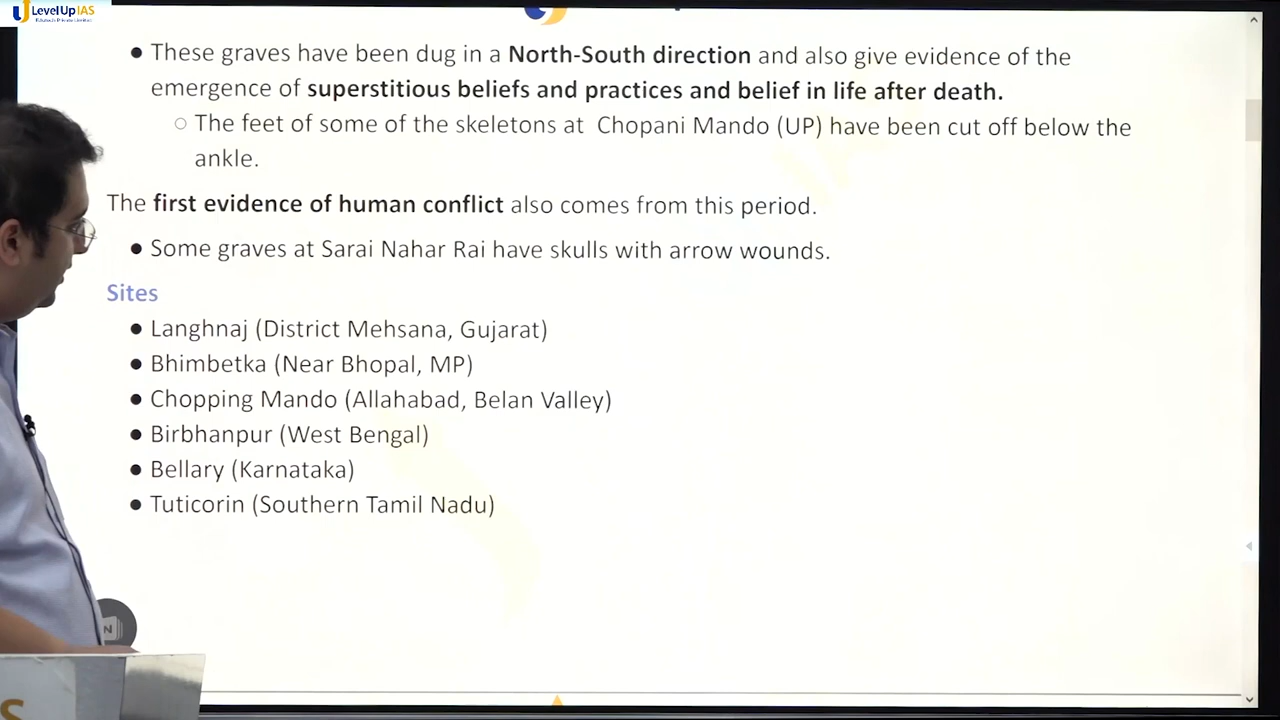 LevelUp IAS
These graves have been dug in a North-South direction and also give evidence of the
emergence of superstitious beliefs and practices and belief in life after death.
The feet of some of the skeletons at Chopani Mando (UP) have been cut off below the
ankle.
The first evidence of human conflict also comes from this period.
Some graves at Sarai Nahar Rai have skulls with arrow wounds.
Sites
Langhnaj (District Mehsana, Gujarat)
Bhimbetka (Near Bhopal, MP)
Chopping Mando (Allahabad, Belan Valley)
Birbhanpur (West Bengal)
Bellary (Karnataka)
Tuticorin (Southern Tamil Nadu)
N
S